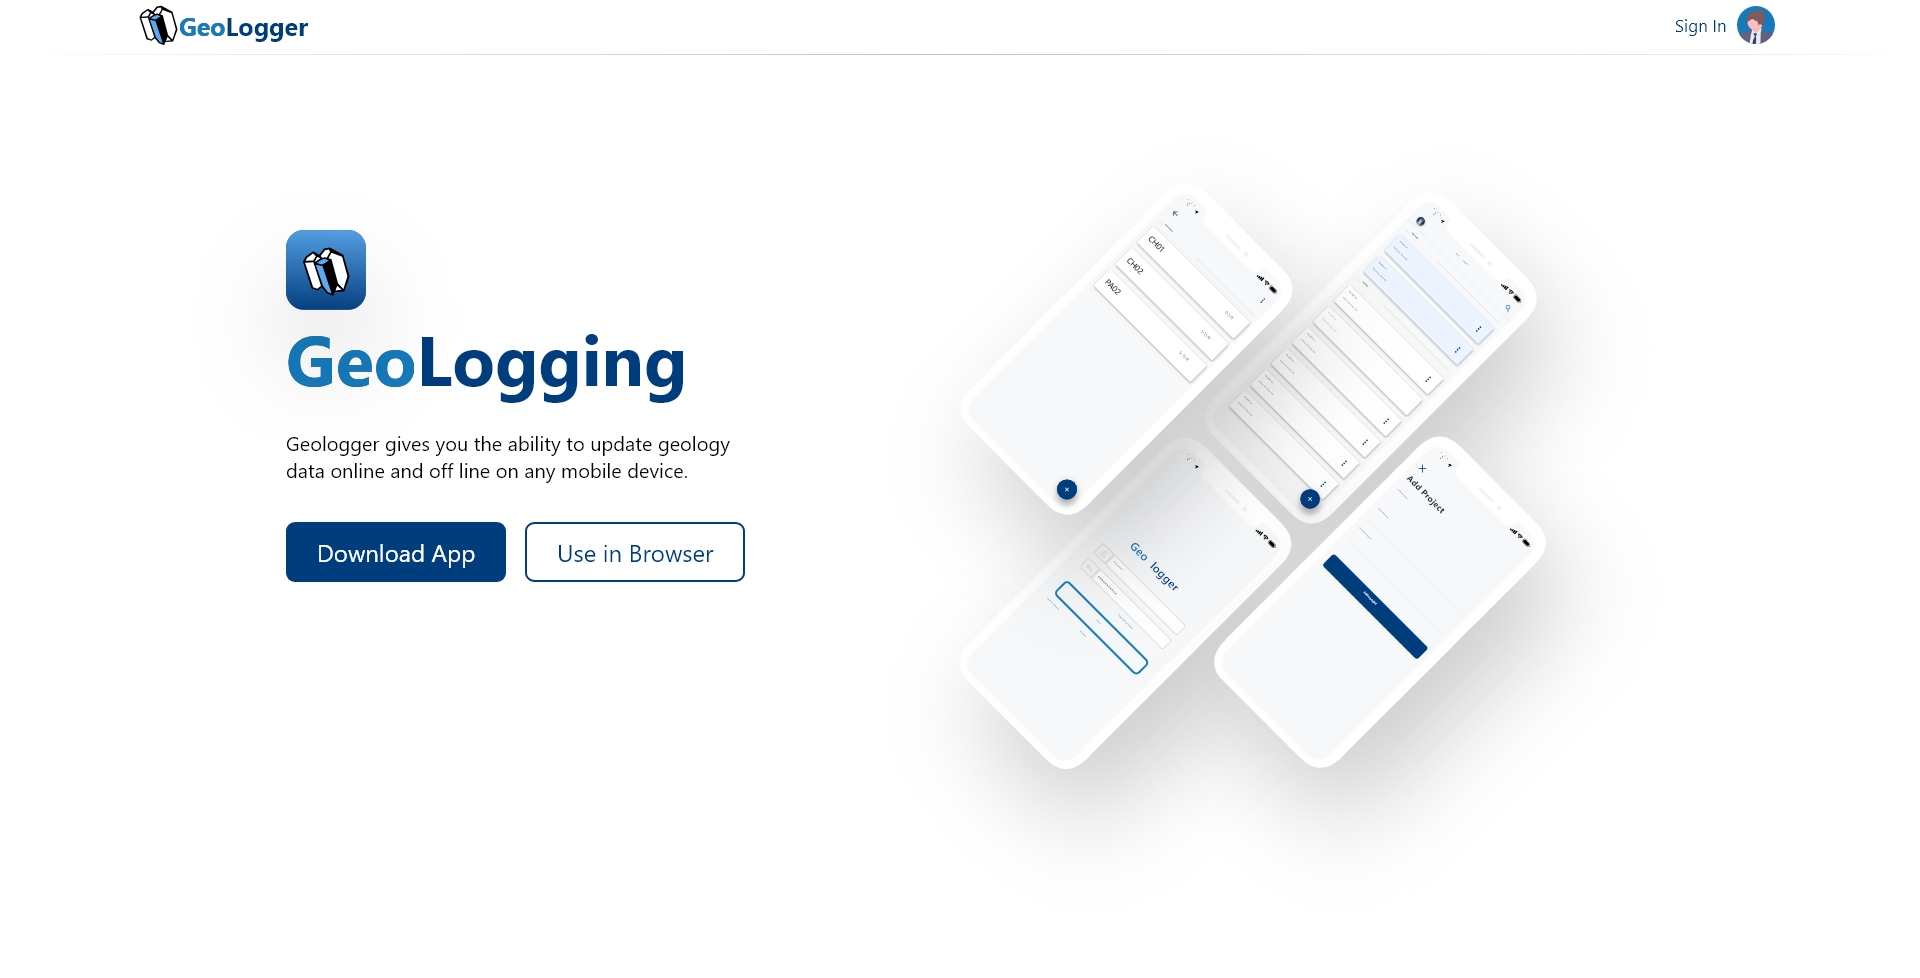 GeoLogger
Sign In
GeoLogging
Geologger gives you the ability to update geology
data online and off line on any mobile device.
Download App
Use in Browser
CH01
CH02
PA02
Geo logger
Add Project